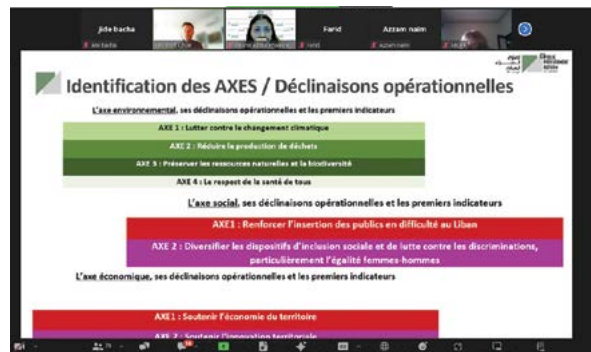 jide bacha
Farid
Azzam naim
Identification des AXES / Déclinaisons opérationnelles
L'axe environnemental, ses déclinaisons opérationnelles et les premiers indicateurs
AXE 1 : Lutter contre le changement climatique
AXE 2 : Réduire la production de déchets
AXE 3 : Préserver les ressources naturelles et la biodiversité
AXE 4 : Le respect de la santé de tous
L'axe social, ses déclinaisons opérationnelles et les premiers indicateurs
AXE1 : Renforcer l'insertion des publics en difficulté au Liban
AXE 2 : Diversifier les dispositifs d'inclusion sociale et de lutte contre les discriminations,
particulièrement l'égalité femmes-hommes
L'axe économique, ses déclinaisons opérationnelles et les premiers indicateurs
AXE1 : Soutenir l'économie du territoire
AXE 2 : Soutenir l'innovation territoriale